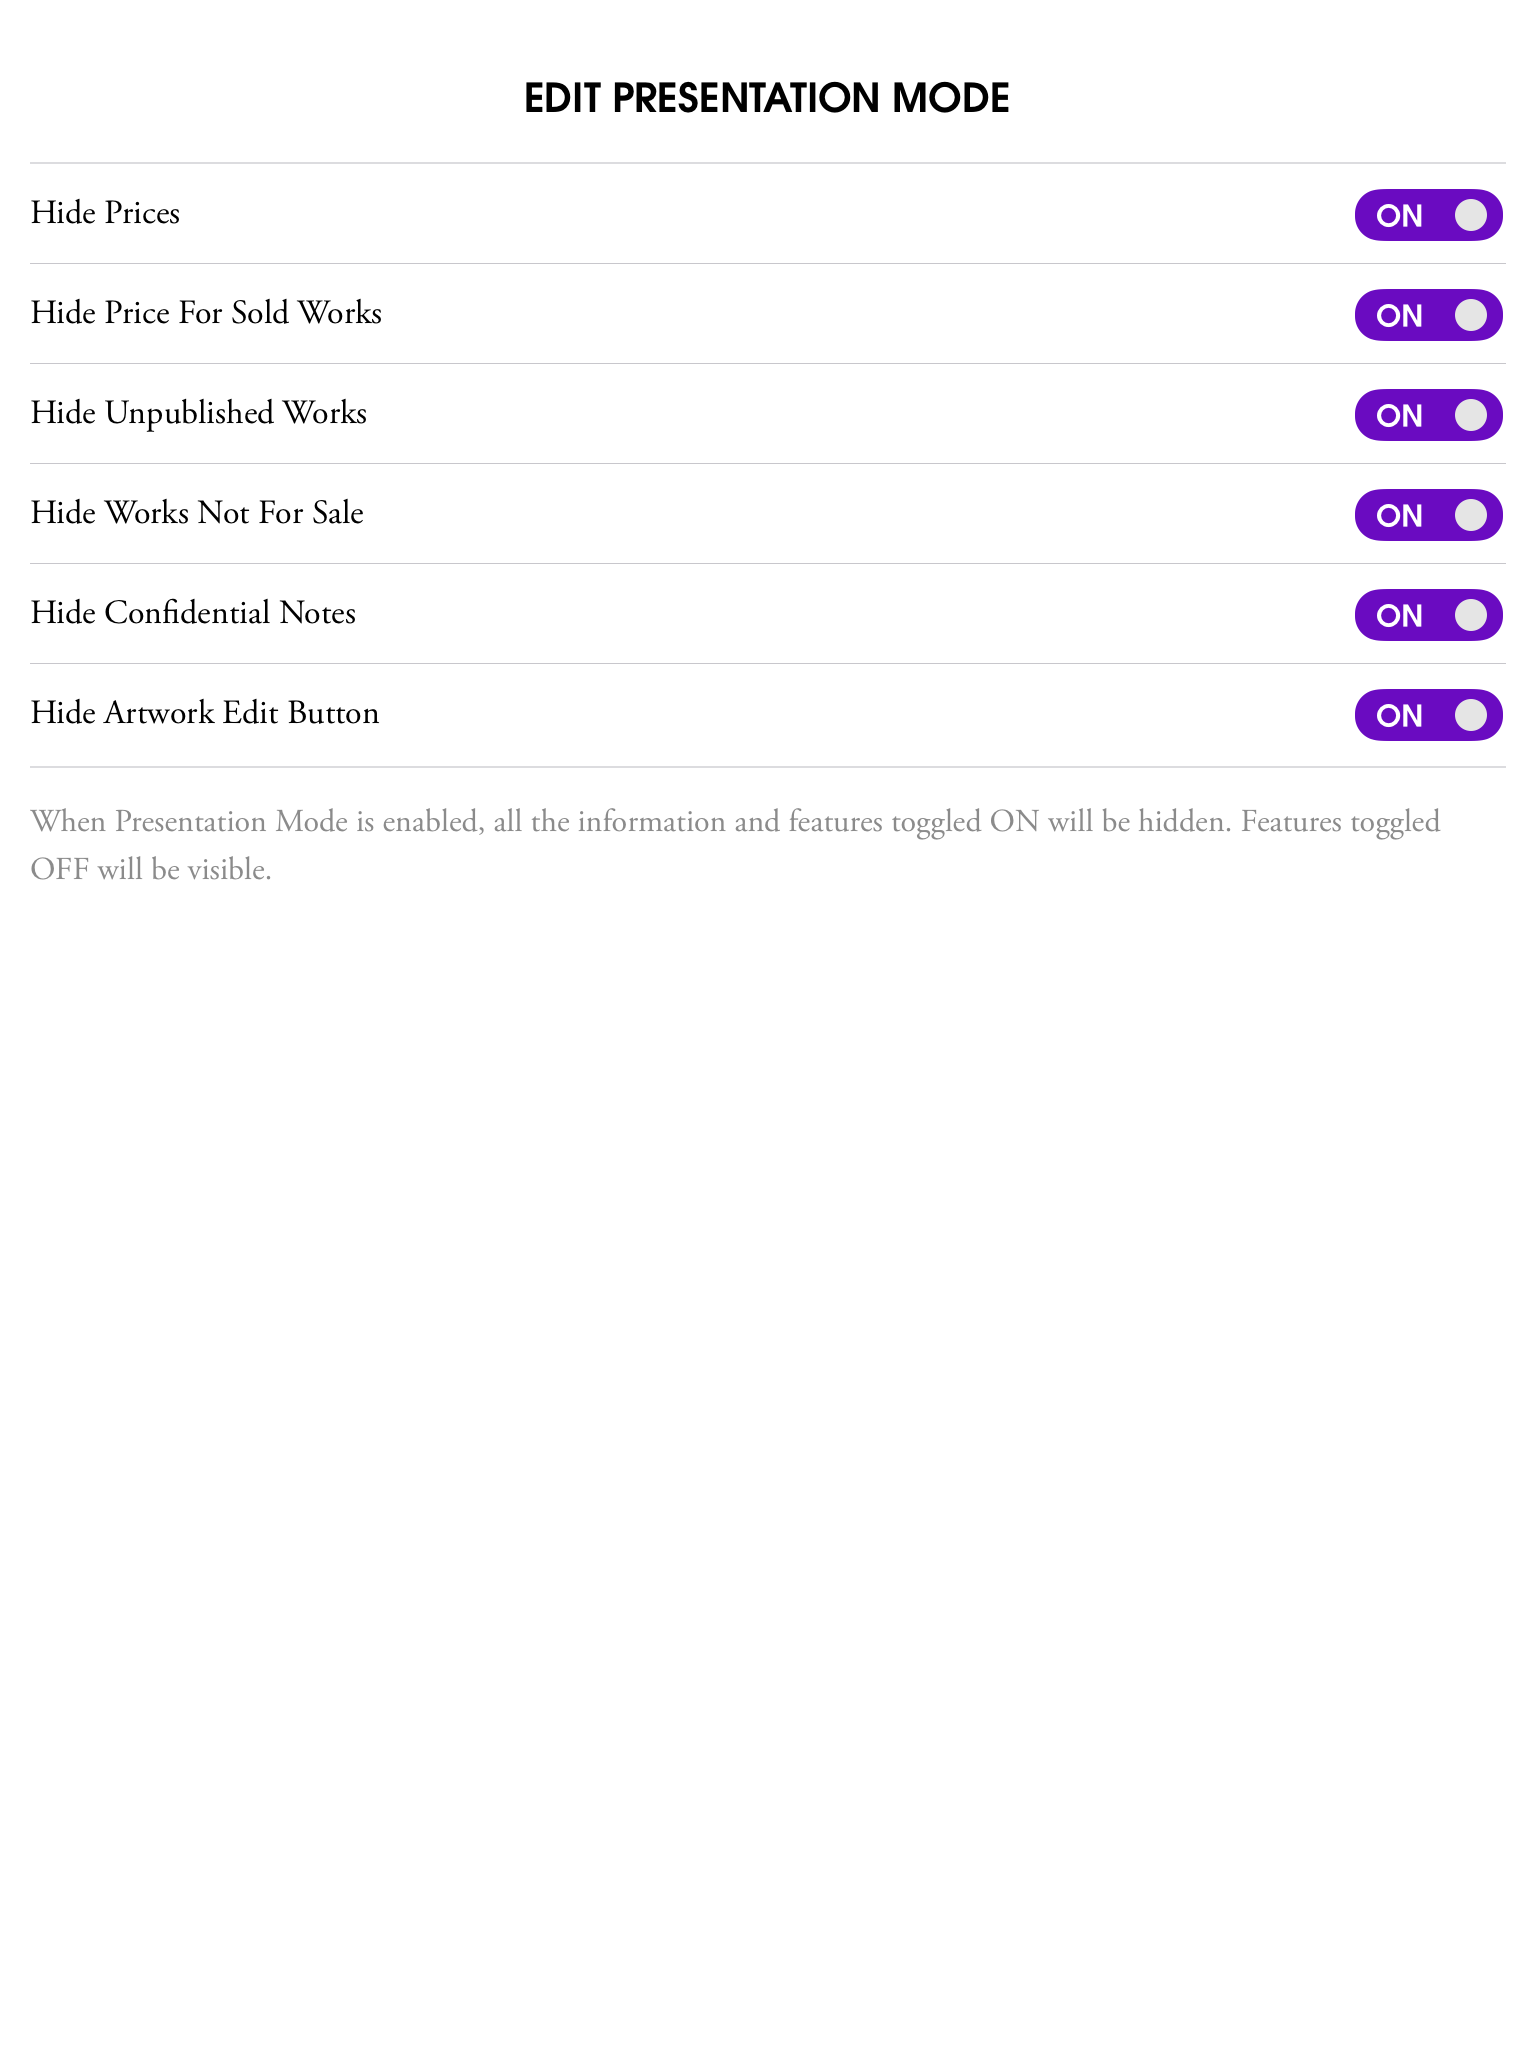 EDIT PRESENTATION MODE
Hide Prices
ON
Hide Price For Sold Works
ON
Hide Unpublished Works
ON
Hide Works Not For Sale
ON
Hide Confidential Notes
ON
Hide Artwork Edit Button
ON
When Presentation Mode is enabled, all the information and features toggled ON will be hidden. Features toggled
OFF will be visible.